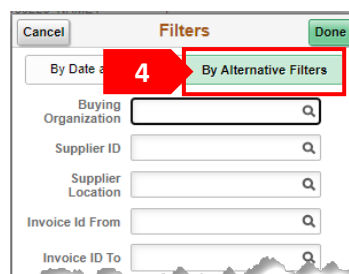 Cancel Filters Done
By Date a 4 By Alternative Filters
Buying
Organization
Supplier ID
Supplier
Location
Invoice Id From
Invoice ID To